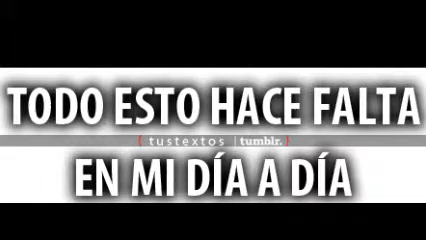 TODO ESTO HACE FALTA
( tustextos | tumblr. )
EN MI DÍA A DÍA